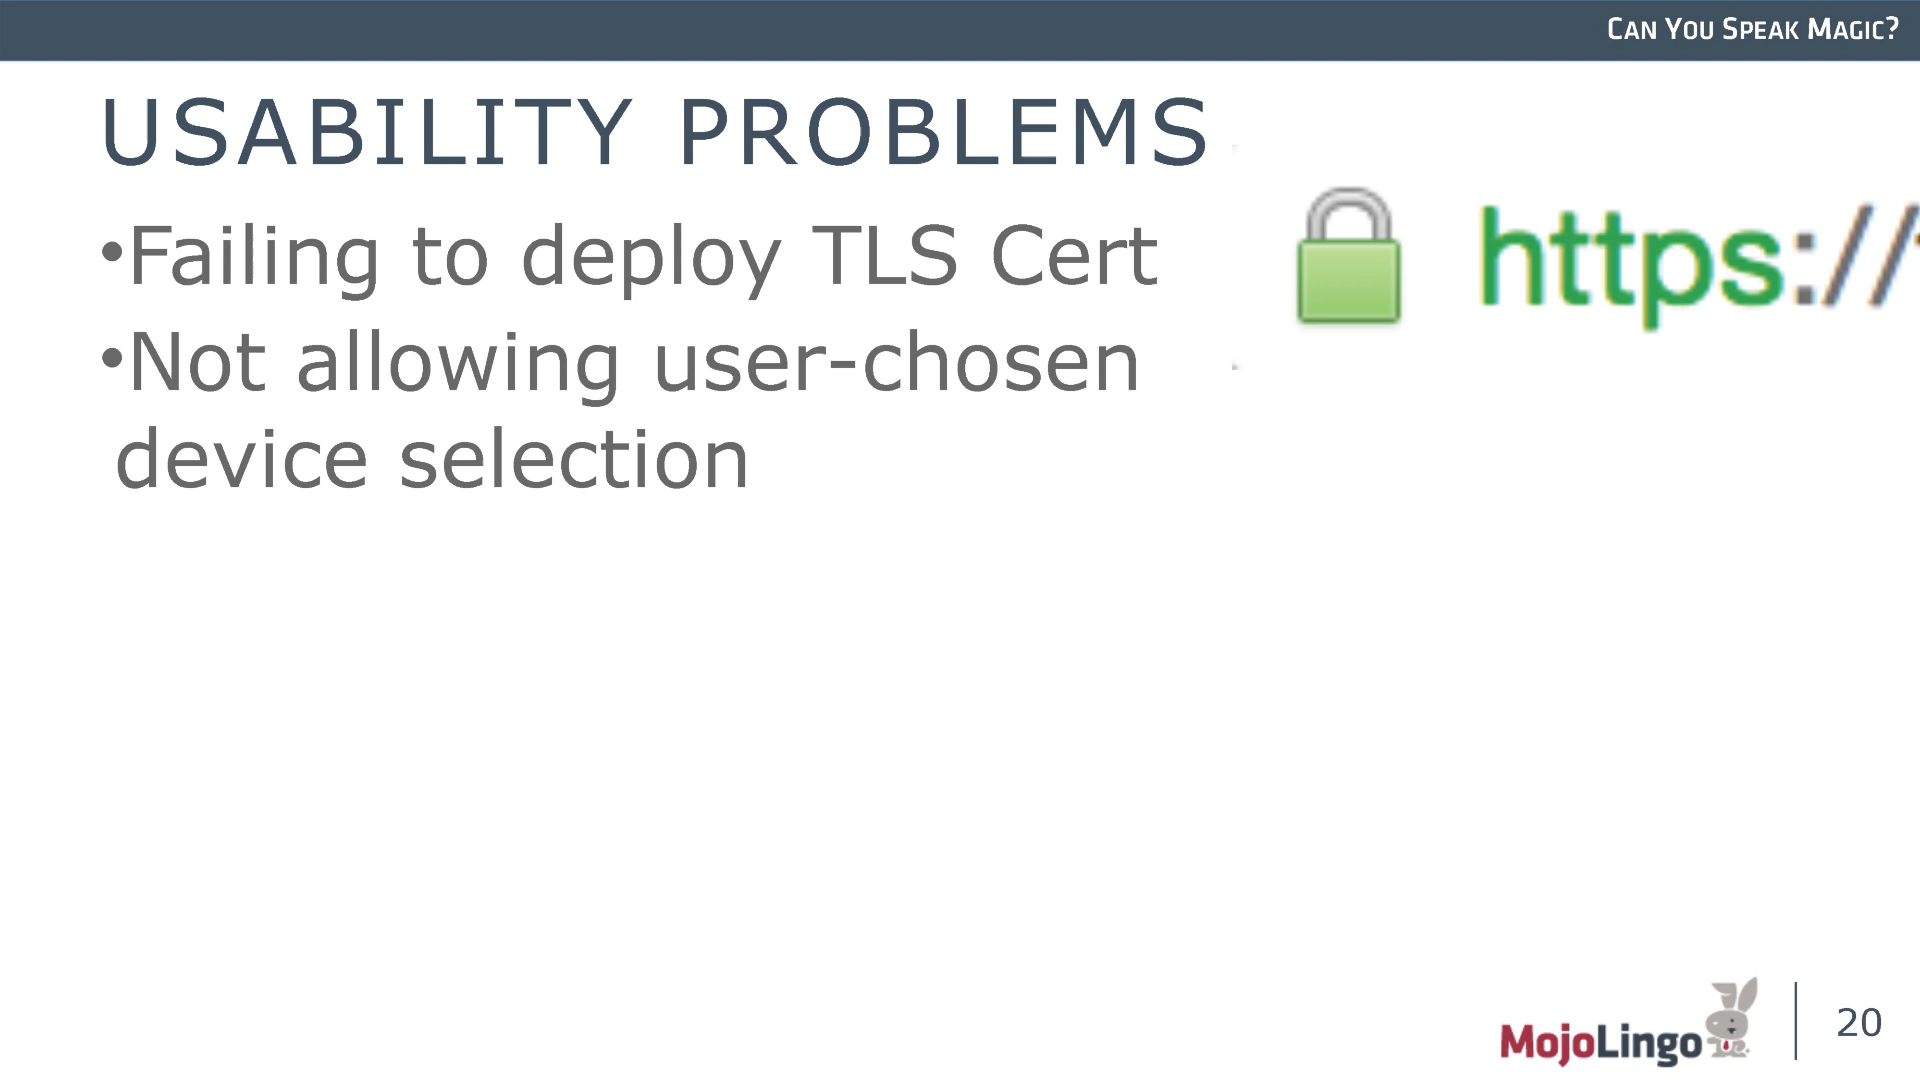 CAN YOU SPEAK MAGIC?
USABILITY PROBLEMS
•Failing to deploy TLS Cert
https://
•Not allowing user-chosen
device selection
MojoLingo
20